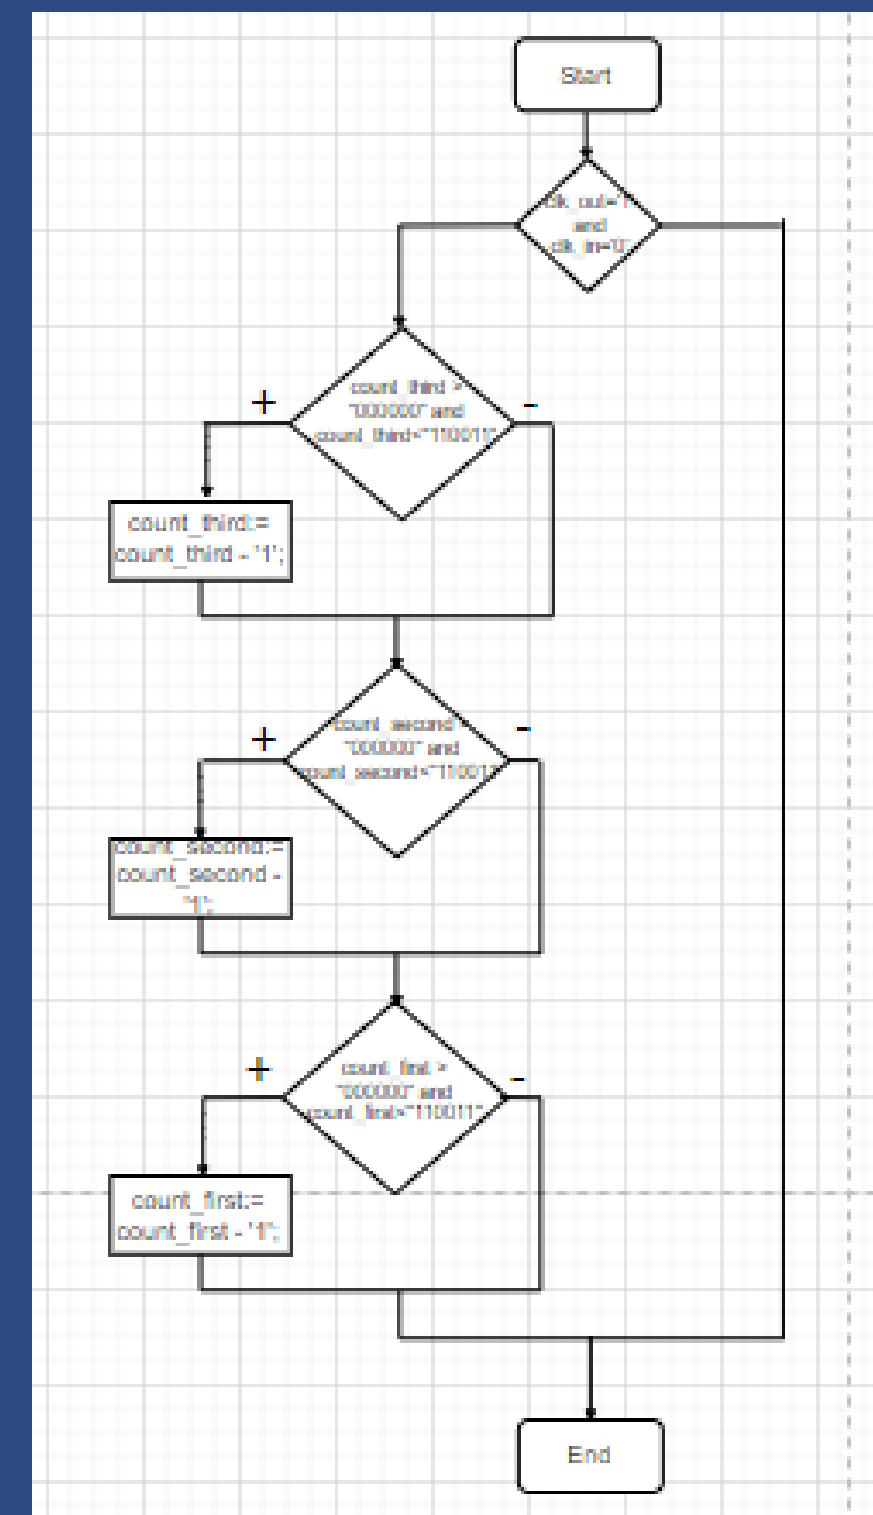 Start
clk_out='1'
and
clk_in='0'
count_third >
"000000" and
count_third<"110011"
+
-
count_third:=
count_third - '1';
count_second
"000000" and
count_second<"110011
+
-
count_second:=
count_second -
'1';
count_first >
"000000" and
count_first<"110011"
+
-
count_first:=
count_first - '1';
End